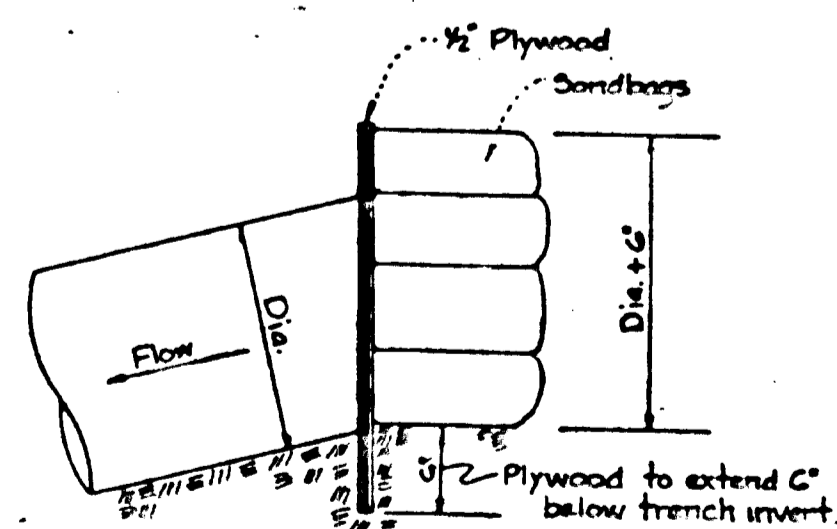 ½" Plywood
Sandbags
Dia. + 6"
Dia.
Flow
6"
Plywood to extend 6"
below trench invert.